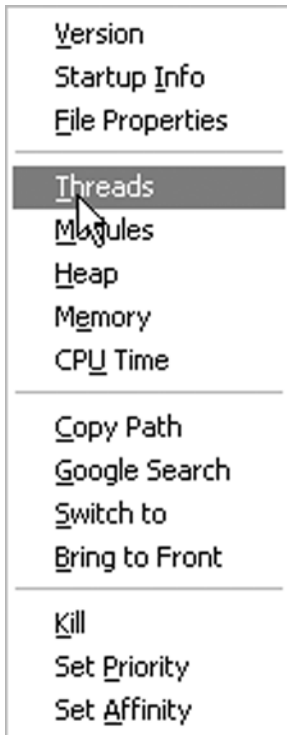 Version
Startup Info
File Properties
Threads
Modules
Heap
Memory
CPU Time
Copy Path
Google Search
Switch to
Bring to Front
Kill
Set Priority
Set Affinity